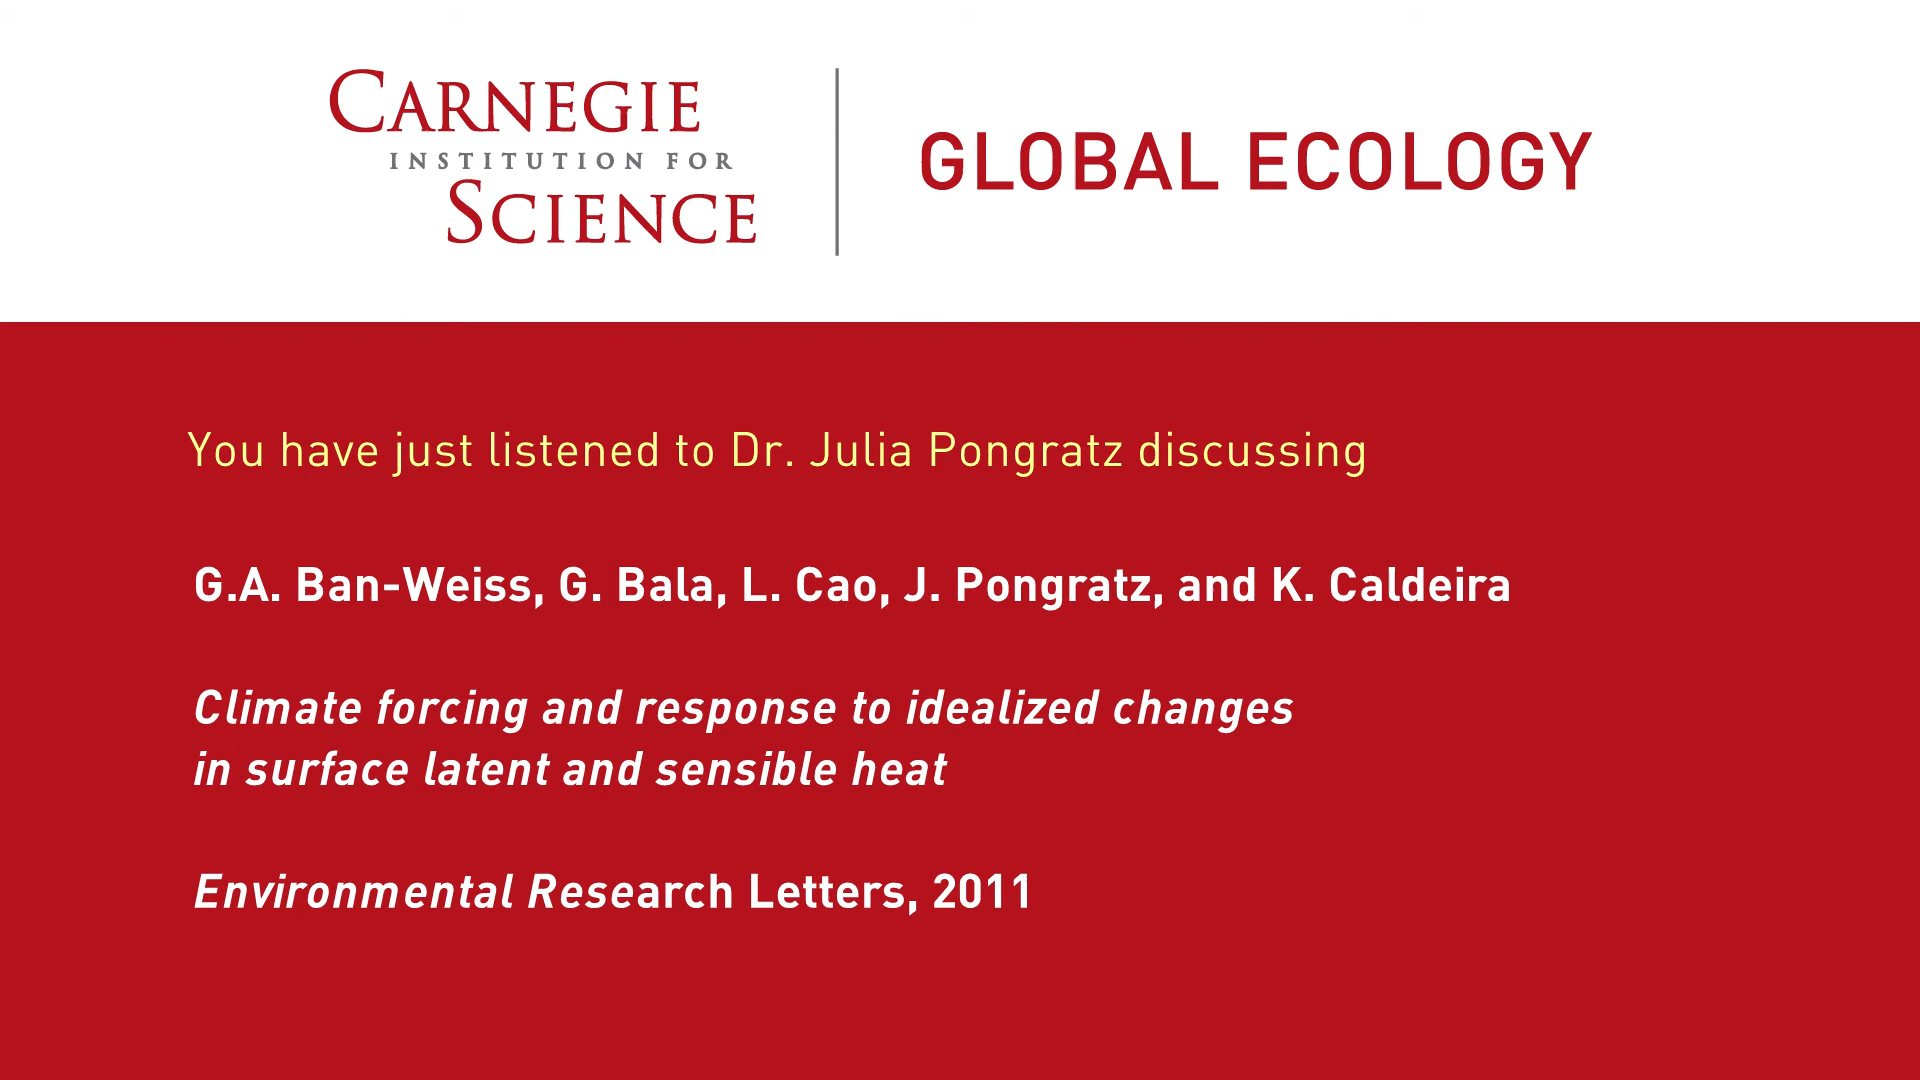 CARNEGIE
INSTITUTION FOR
SCIENCE
GLOBAL ECOLOGY
You have just listened to Dr. Julia Pongratz discussing
G.A. Ban-Weiss, G. Bala, L. Cao, J. Pongratz, and K. Caldeira
Climate forcing and response to idealized changes
in surface latent and sensible heat
Environmental Research Letters, 2011